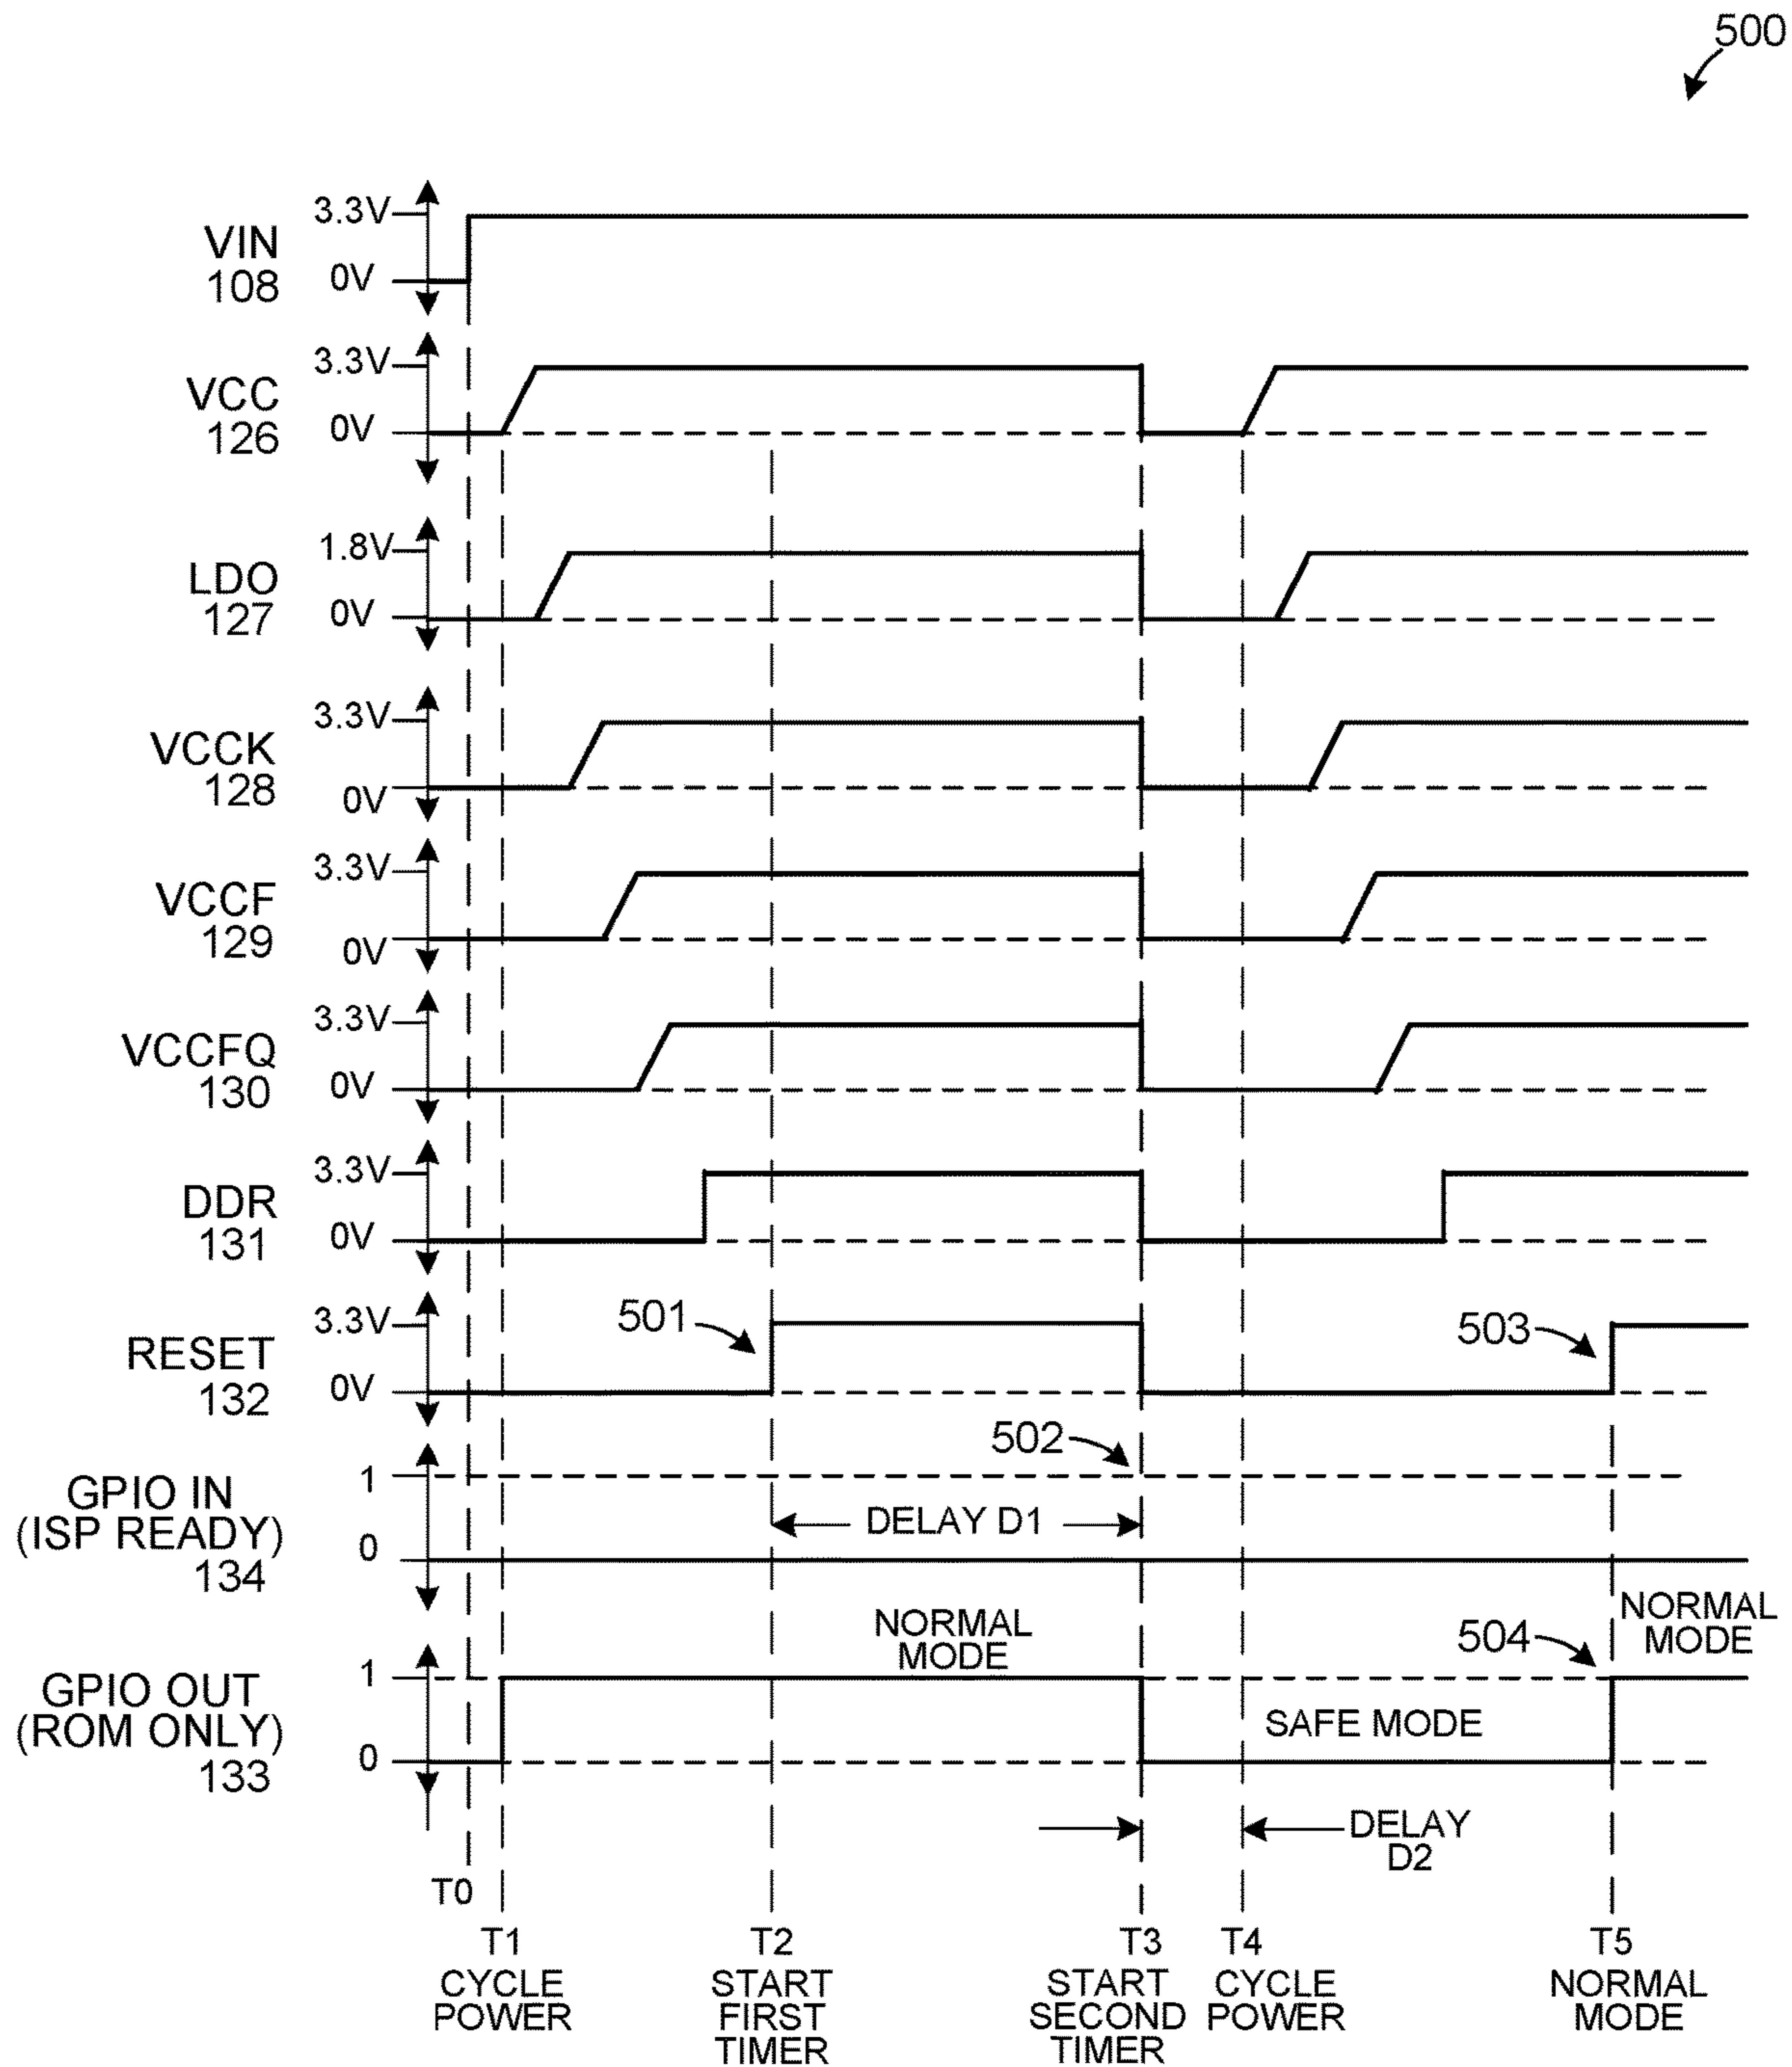 500
3.3V
VIN
108
0V
3.3V
VCC
126
0V
1.8V
LDO
127
0V
3.3V
VCCK
128
0V
3.3V
VCCF
129
0V
3.3V
VCCFQ
130
0V
3.3V
DDR
131
0V
3.3V
RESET
132
0V
501
503
502
1
GPIO IN
(ISP READY)
134
0
DELAY D1
NORMAL
MODE
504
NORMAL
MODE
1
GPIO OUT
(ROM ONLY)
133
0
SAFE MODE
DELAY
D2
T0
T1
CYCLE
POWER
T2
START
FIRST
TIMER
T3
START
SECOND
TIMER
T4
CYCLE
POWER
T5
NORMAL
MODE